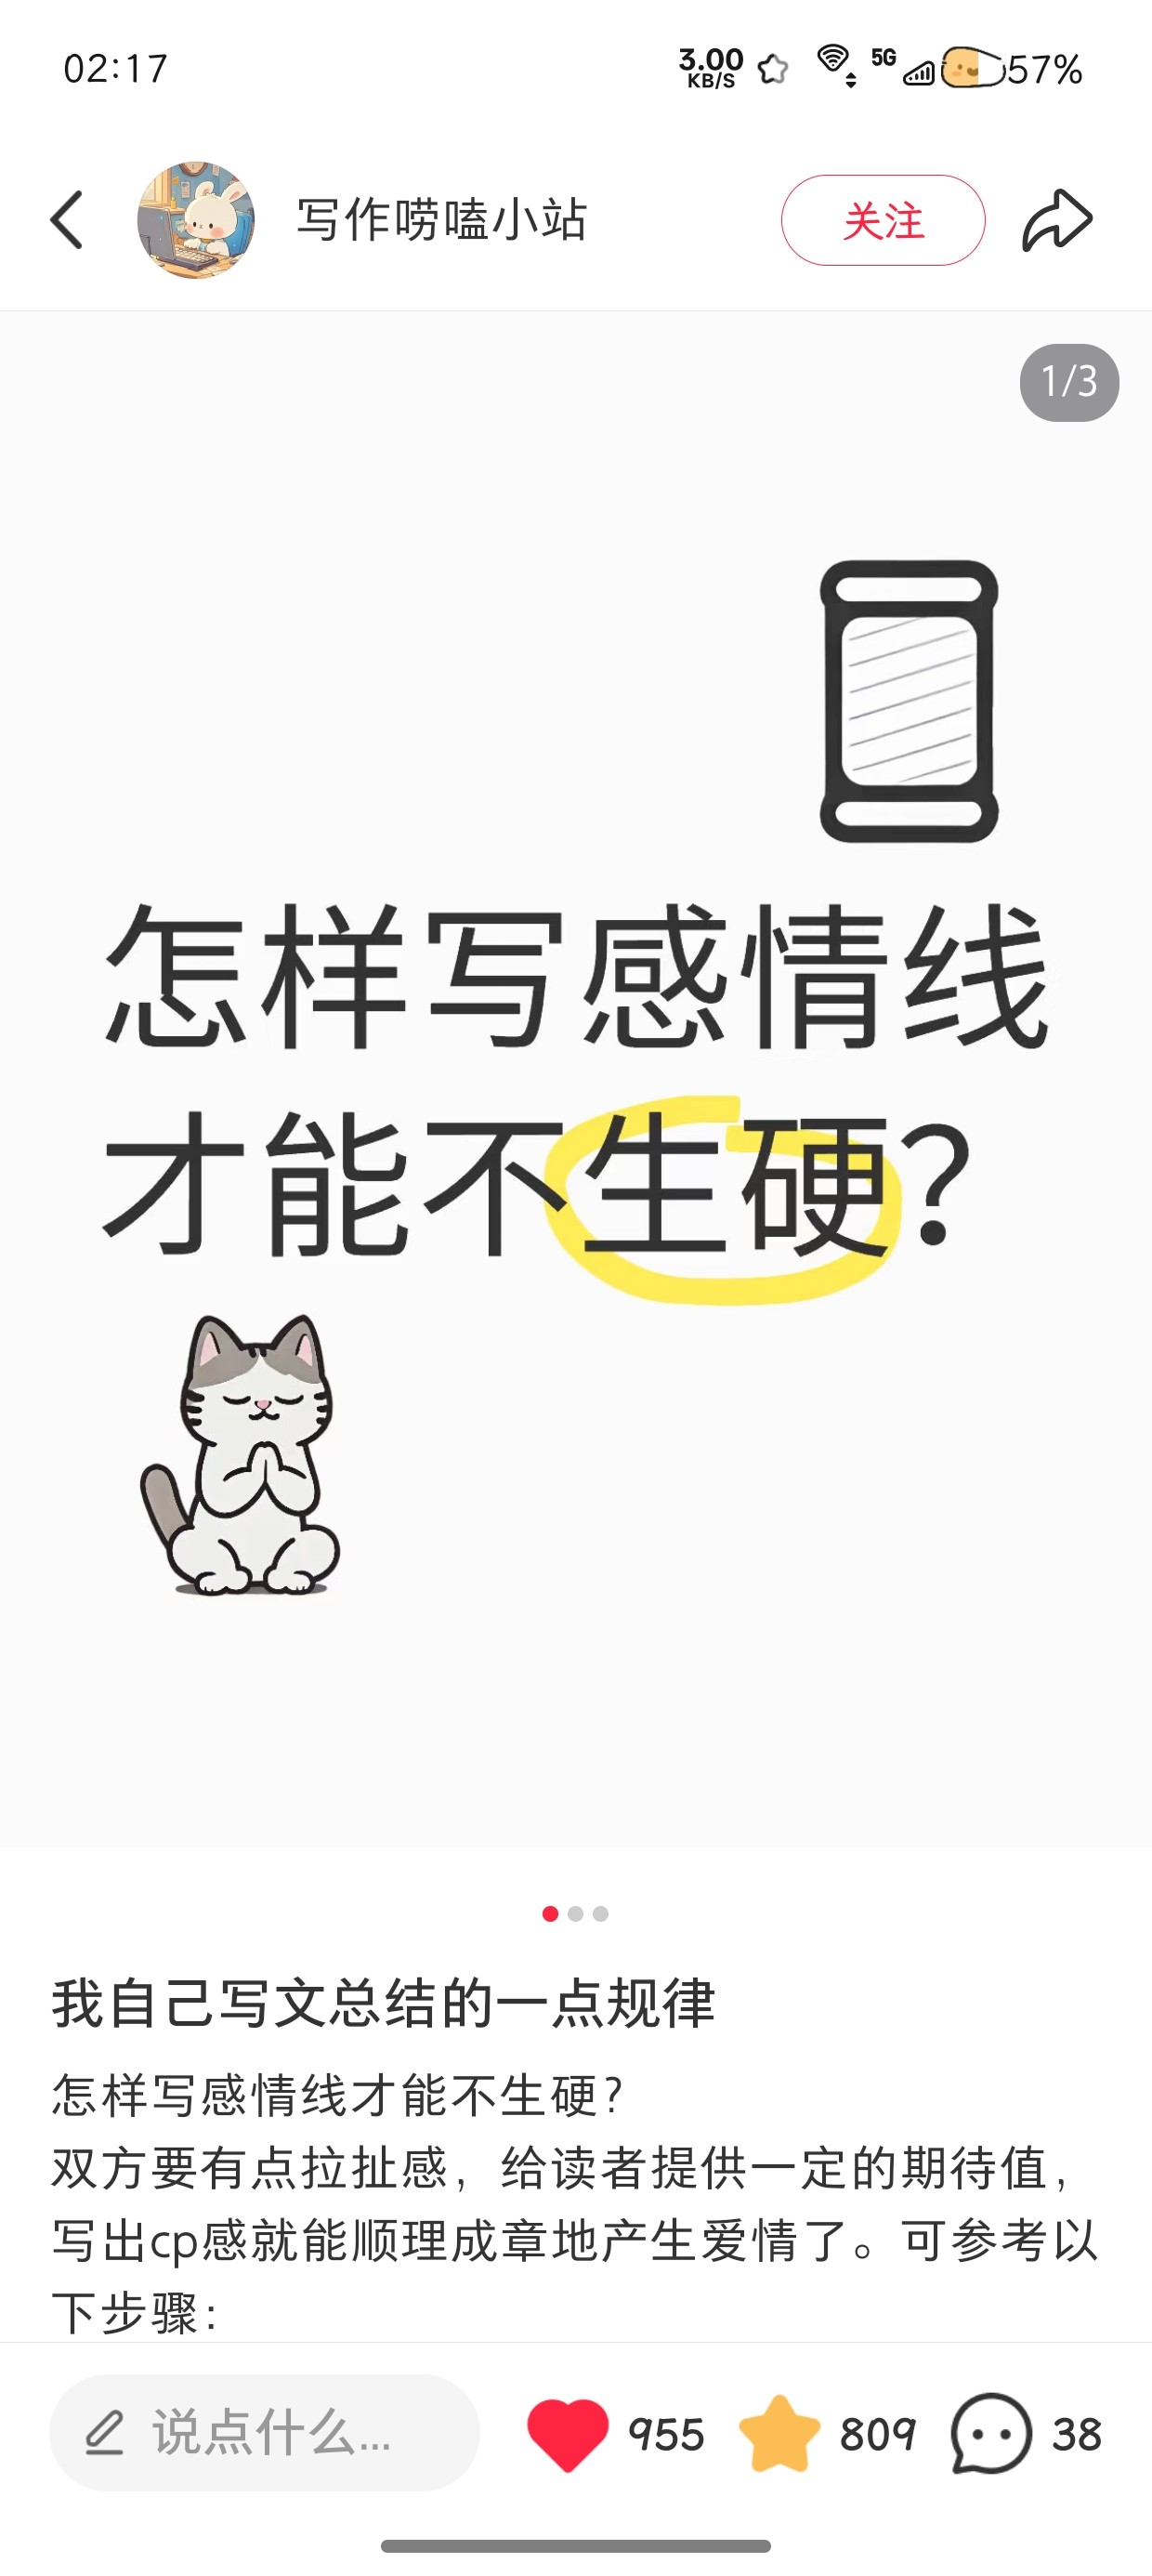 02:17
3.00
KB/S
5G
57%
写作唠嗑小站
关注
1/3
怎样写感情线
才能不生硬？
我自己写文总结的一点规律
怎样写感情线才能不生硬？
双方要有点拉扯感，给读者提供一定的期待值，
写出cp感就能顺理成章地产生爱情了。可参考以
下步骤：
说点什么...
955
809
38